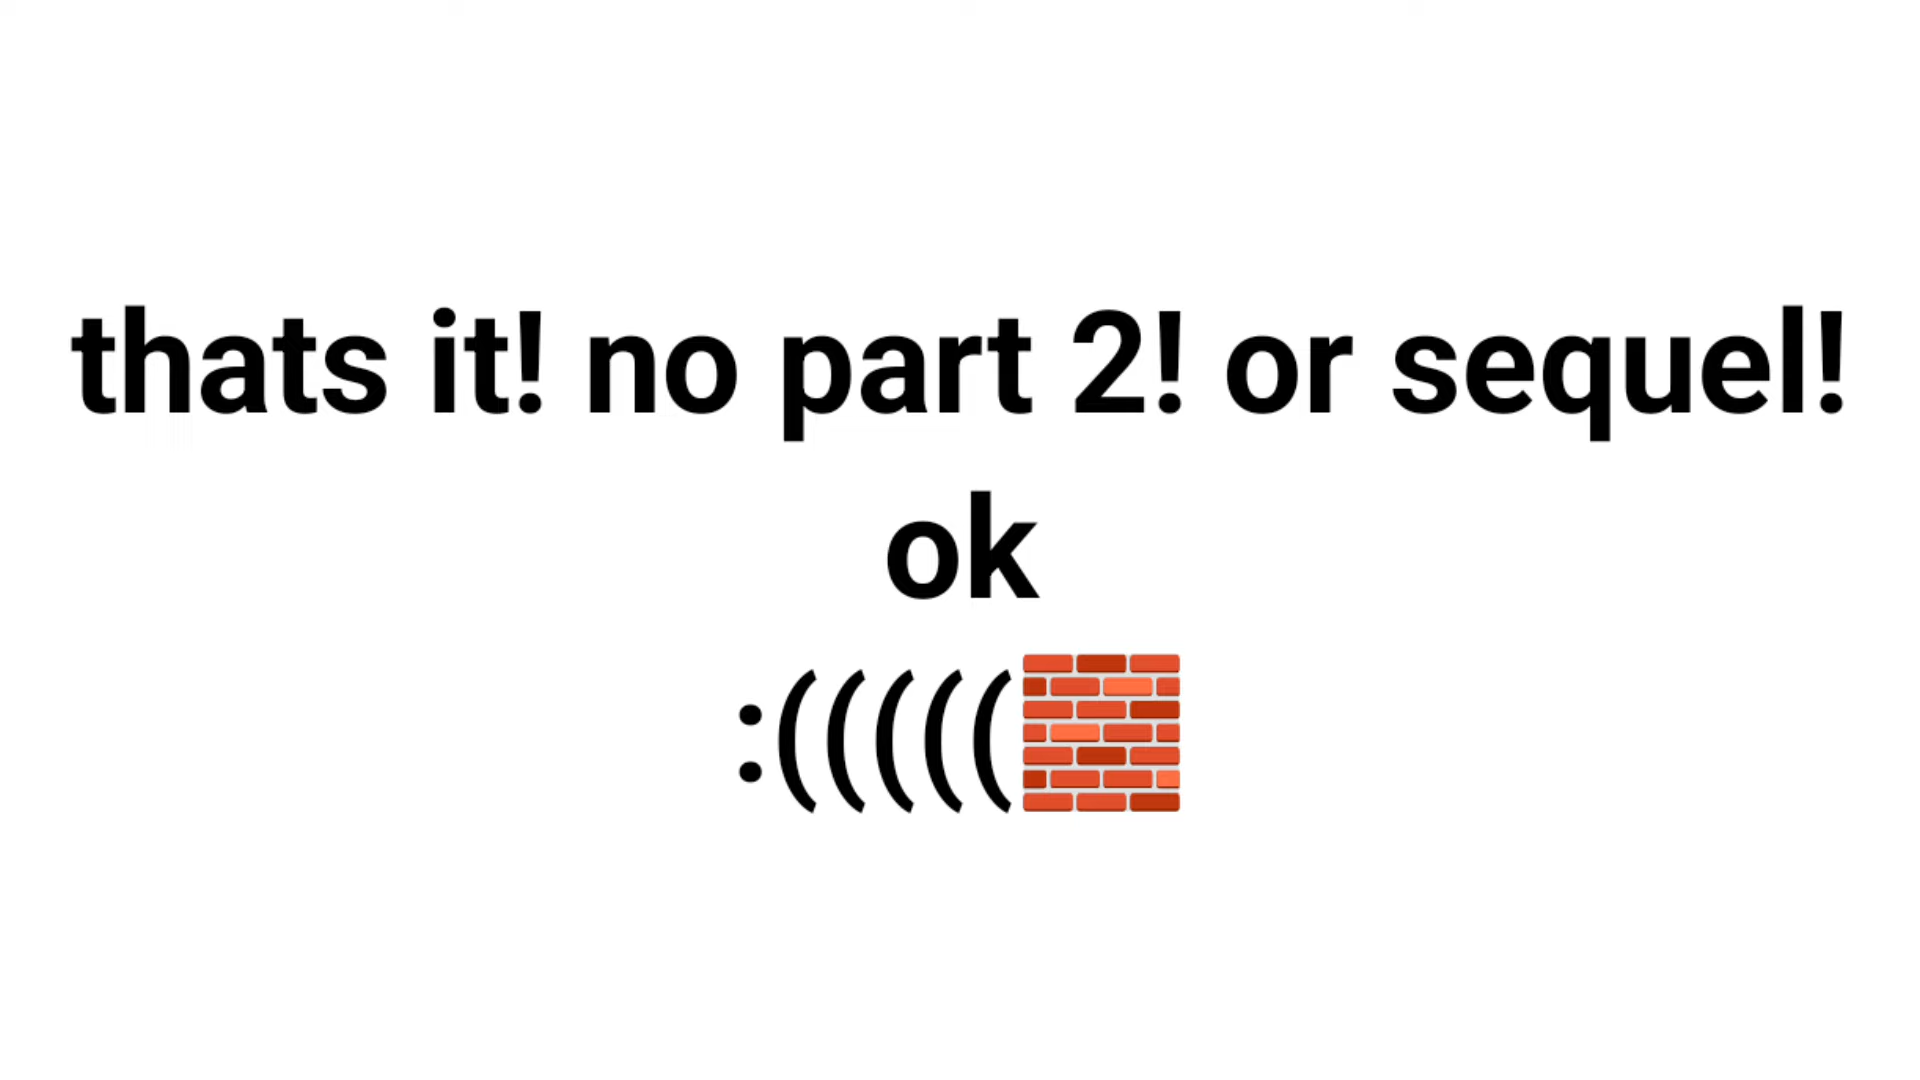 thats it! no part 2! or sequel!
ok
:(((((🧱